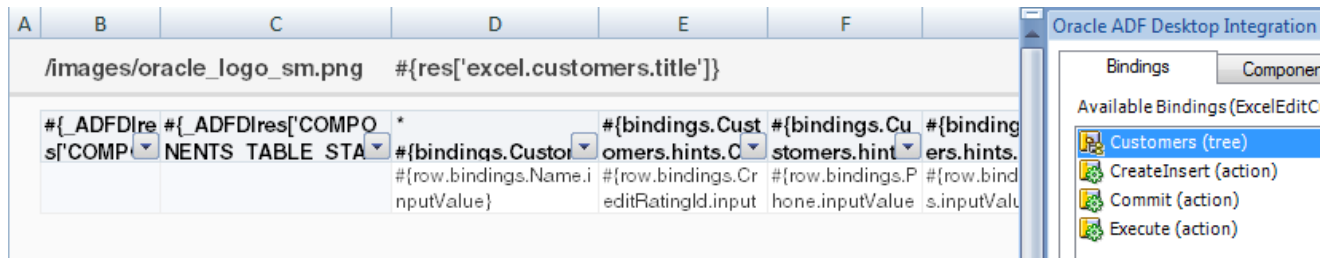 A B C D E F
Oracle ADF Desktop Integration
/images/oracle_logo_sm.png #{res['excel.customers.title']}
Bindings Componen
Available Bindings (ExcelEditC
#{_ADFDIre #{_ADFDIres['COMPO * #{bindings.Cust #{bindings.Cu #{binding
s['COMP NENTS_TABLE_STA #{bindings.Custo omers.hints.C stomers.hint ers.hints.
Customers (tree)
#{row.bindings.Name.i #{row.bindings.Cr #{row.bindings.P #{row.bind
CreateInsert (action)
nputValue} editRatingId.input hone.inputValue s.inputValu
Commit (action)
Execute (action)